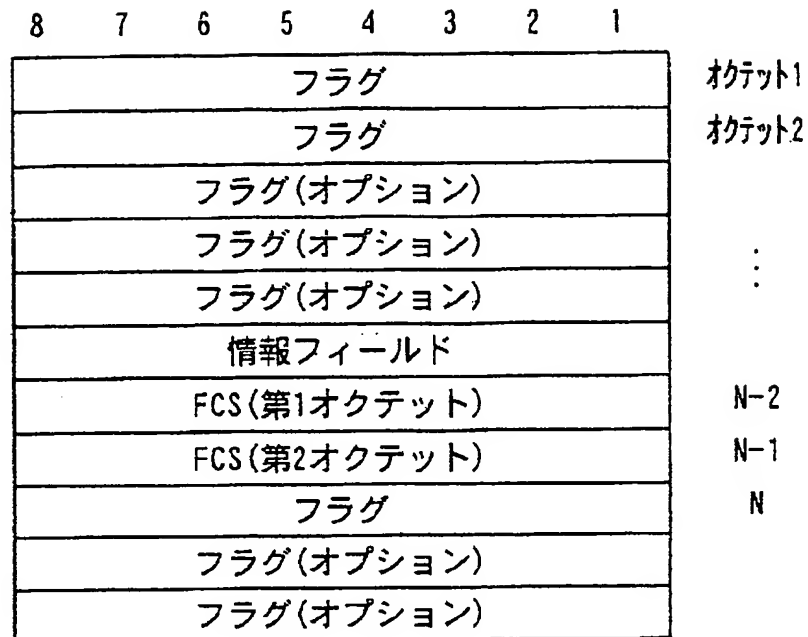 8 7 6 5 4 3 2 1
フラグ オクテット1
フラグ オクテット2
フラグ(オプション)
フラグ(オプション) ⋮
フラグ(オプション)
情報フィールド
FCS(第1オクテット) N-2
FCS(第2オクテット) N-1
フラグ N
フラグ(オプション)
フラグ(オプション)